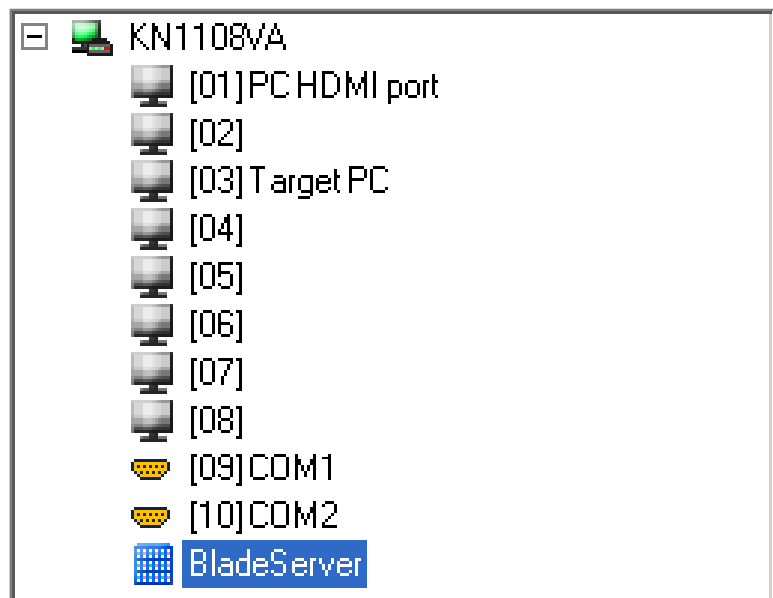 KN1108VA
[01]PC HDMI port
[02]
[03]Target PC
[04]
[05]
[06]
[07]
[08]
[09]COM1
[10]COM2
BladeServer